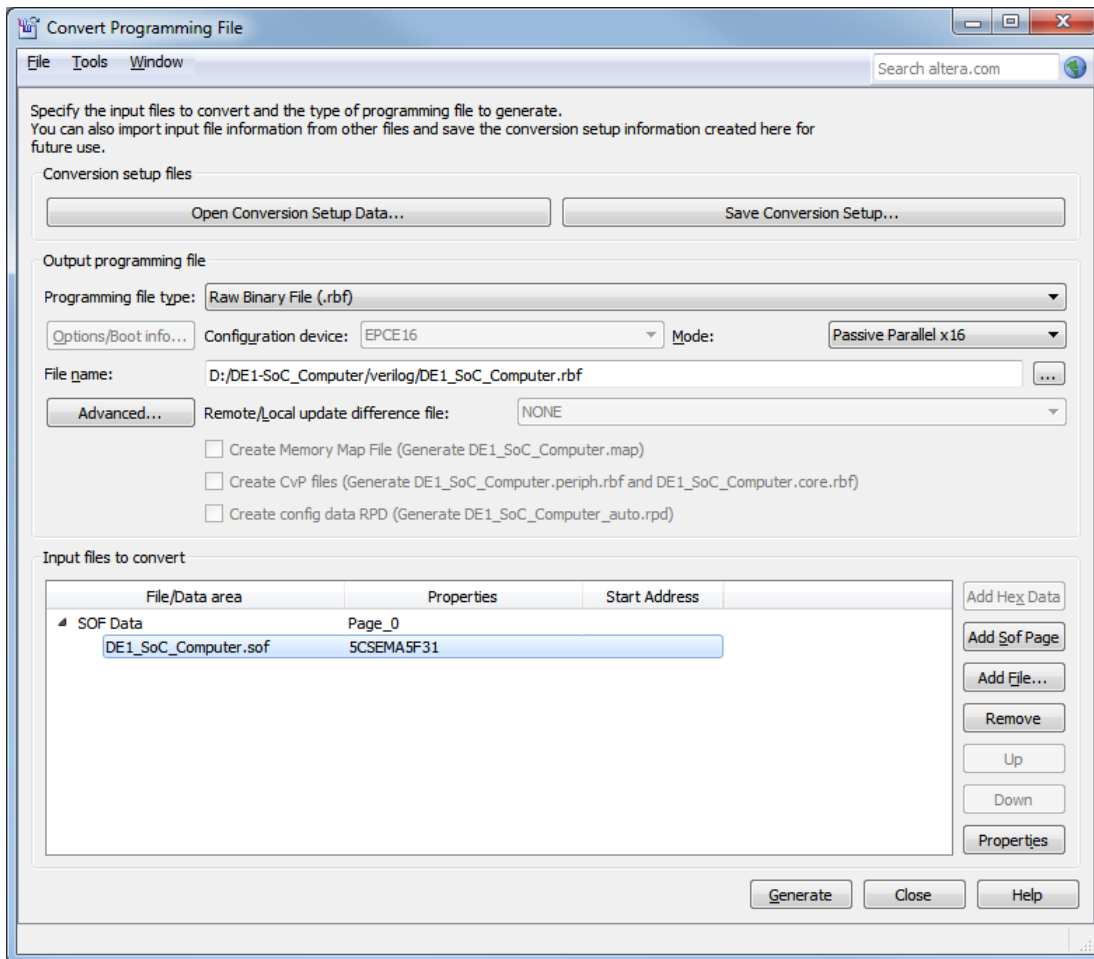 Convert Programming File
File Tools Window
Search altera.com
Specify the input files to convert and the type of programming file to generate.
You can also import input file information from other files and save the conversion setup information created here for
future use.
Conversion setup files
Open Conversion Setup Data... Save Conversion Setup...
Output programming file
Programming file type: Raw Binary File (.rbf)
Options/Boot info... Configuration device: EPCE16 Mode: Passive Parallel x16
File name: D:/DE1-SoC_Computer/verilog/DE1_SoC_Computer.rbf ...
Advanced... Remote/Local update difference file: NONE
Create Memory Map File (Generate DE1_SoC_Computer.map)
Create CvP files (Generate DE1_SoC_Computer.periph.rbf and DE1_SoC_Computer.core.rbf)
Create config data RPD (Generate DE1_SoC_Computer_auto.rpd)
Input files to convert
File/Data area Properties Start Address
SOF Data Page_0
DE1_SoC_Computer.sof 5CSEMA5F31
Add Hex Data
Add Sof Page
Add File...
Remove
Up
Down
Properties
Generate Close Help